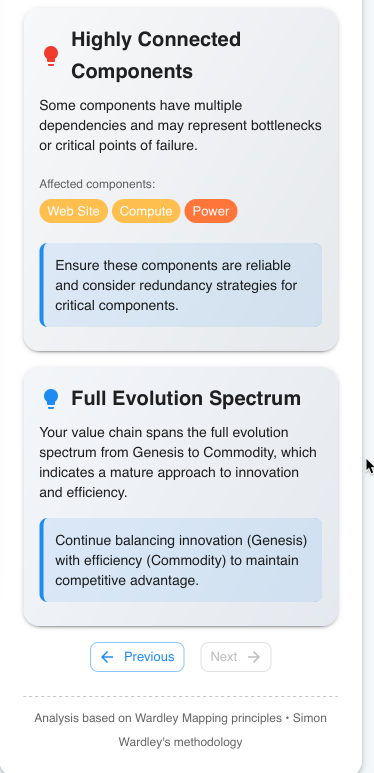 Highly Connected
Components
Some components have multiple
dependencies and may represent bottlenecks
or critical points of failure.
Affected components:
Web Site Compute Power
Ensure these components are reliable
and consider redundancy strategies for
critical components.
Full Evolution Spectrum
Your value chain spans the full evolution
spectrum from Genesis to Commodity, which
indicates a mature approach to innovation
and efficiency.
Continue balancing innovation (Genesis)
with efficiency (Commodity) to maintain
competitive advantage.
Previous Next
Analysis based on Wardley Mapping principles • Simon
Wardley's methodology